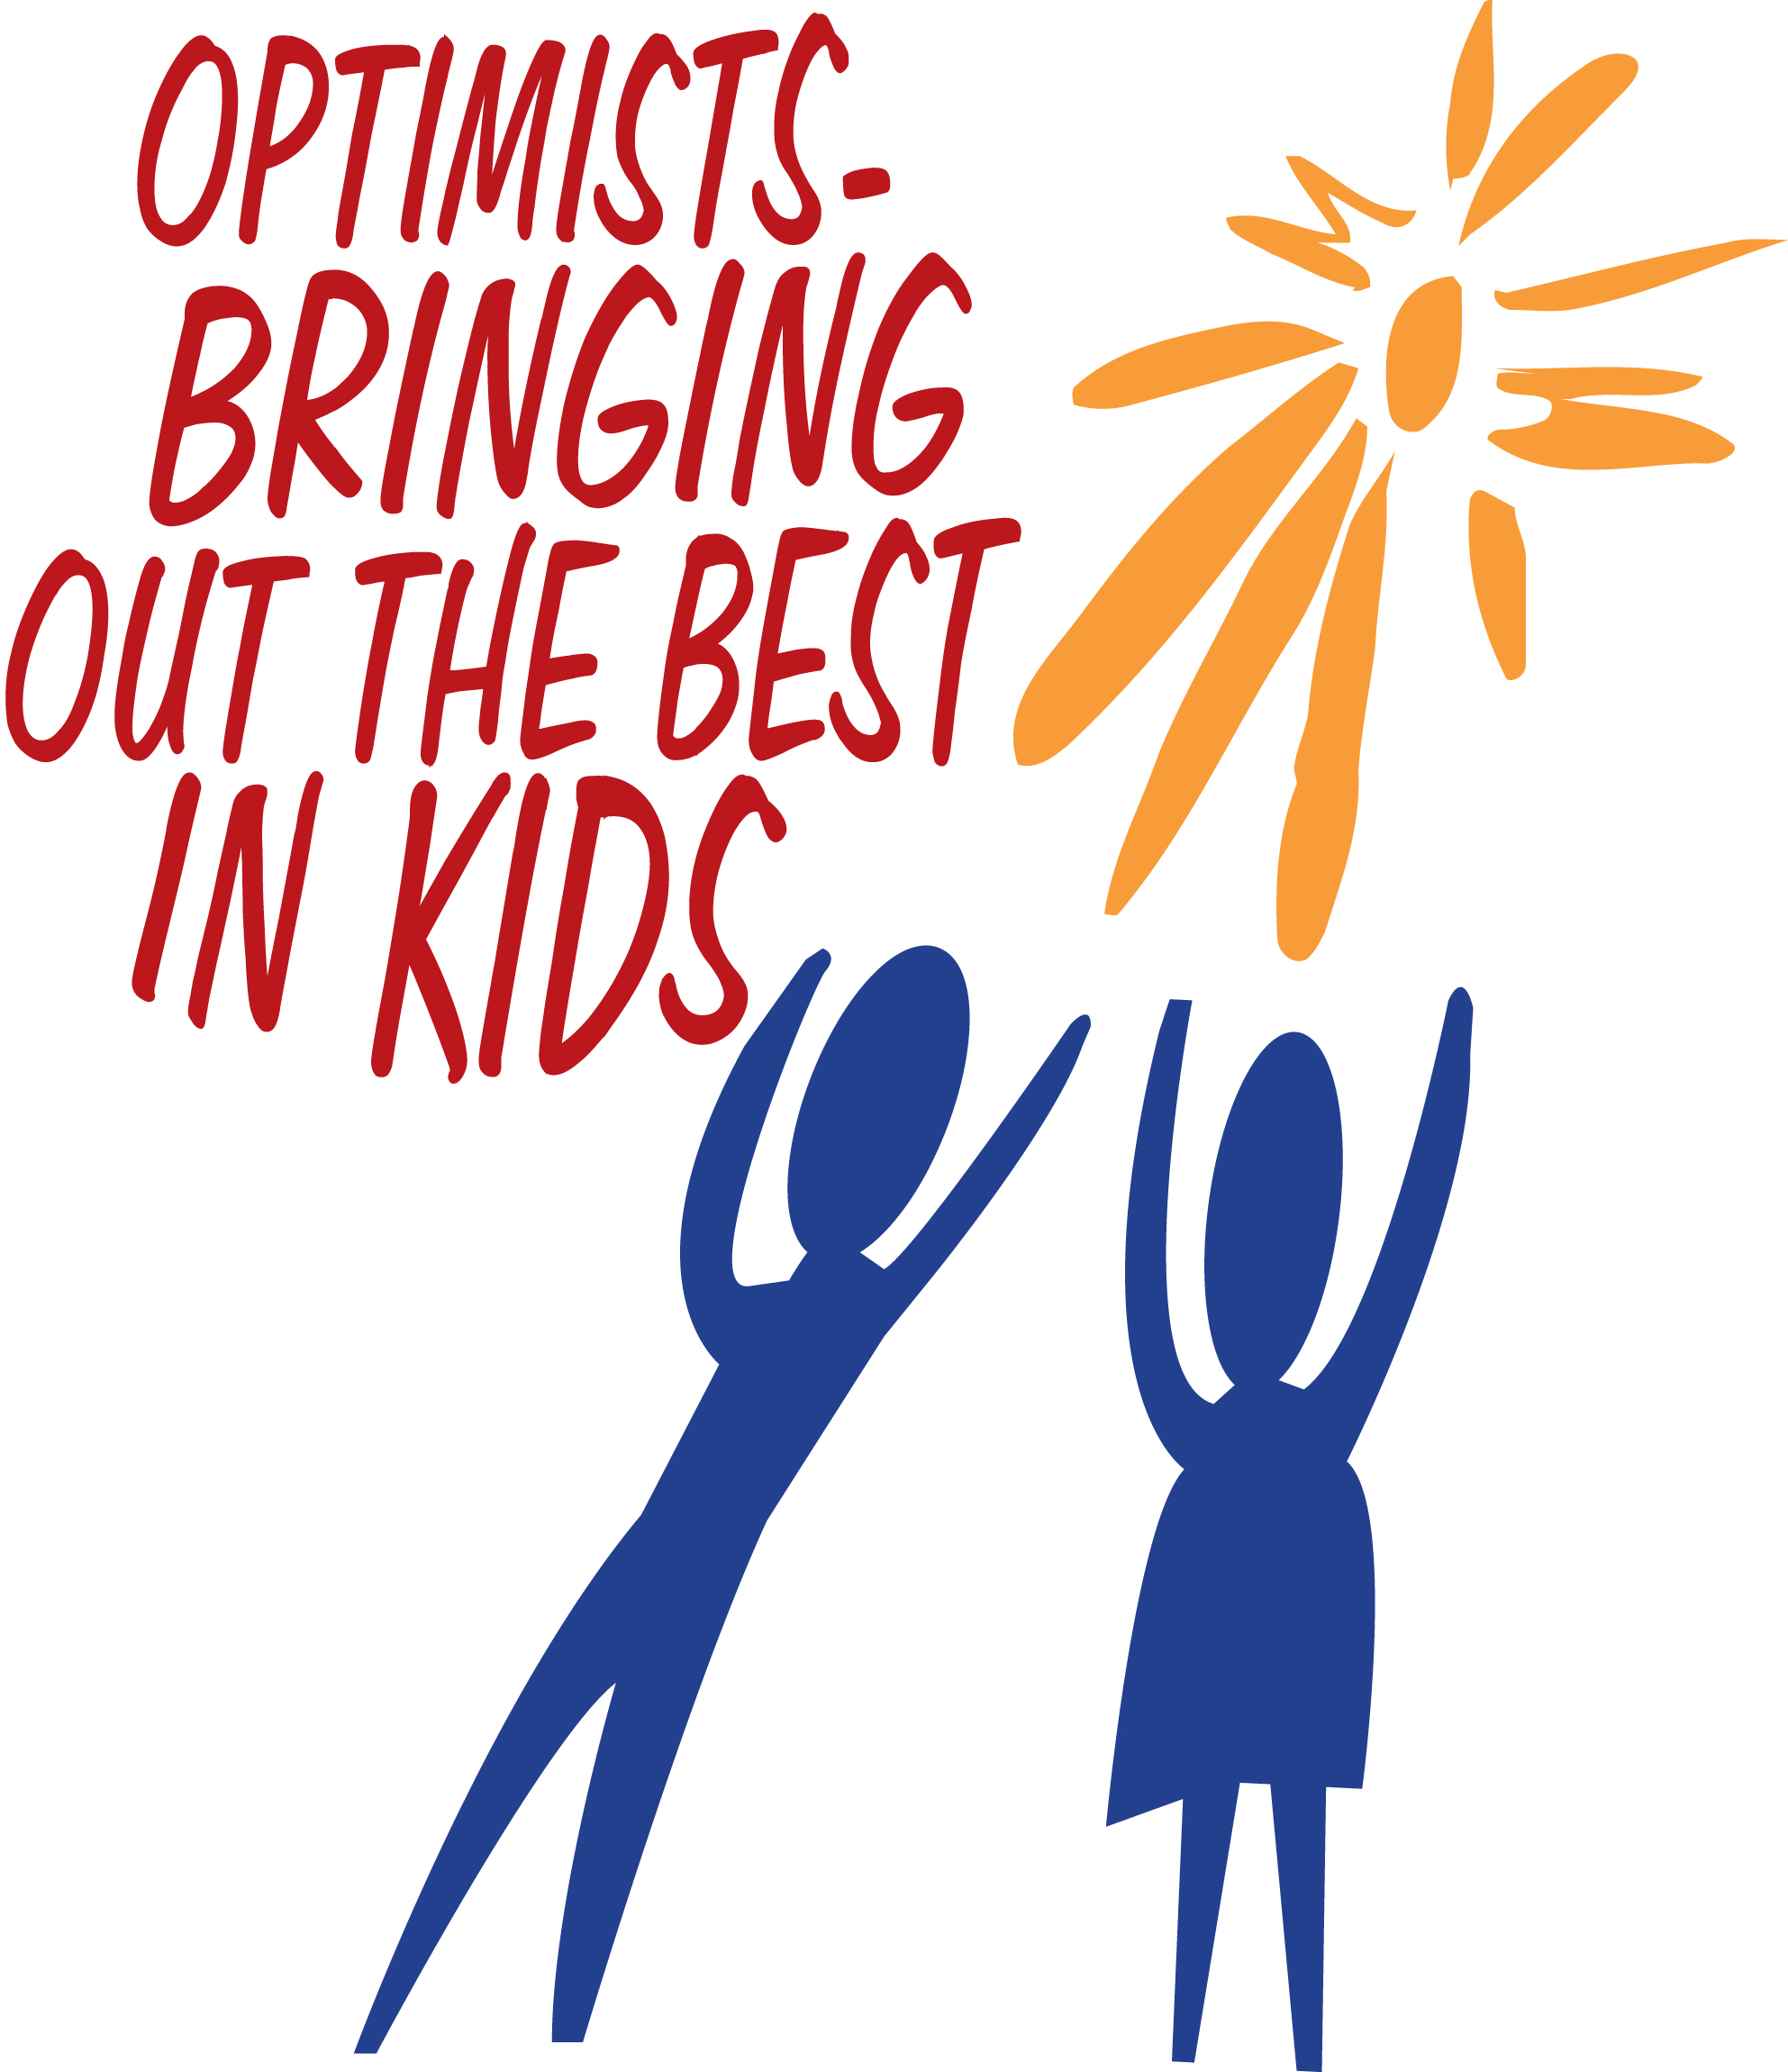 OPTIMISTS-
BRINGING
OUT THE BEST
IN KIDS